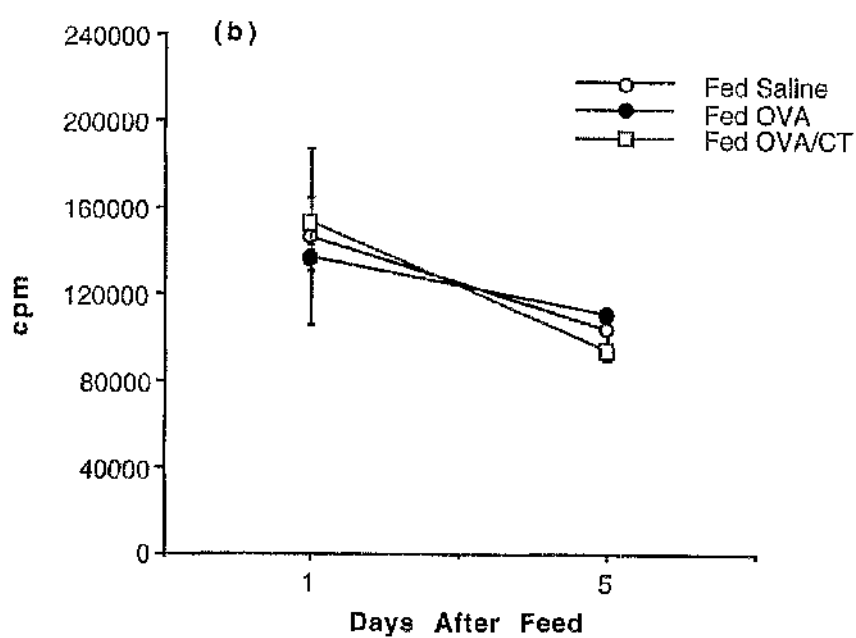 (b)
240000
200000
160000
120000
80000
40000
0
cpm
Fed Saline
Fed OVA
Fed OVA/CT
1 5
Days After Feed